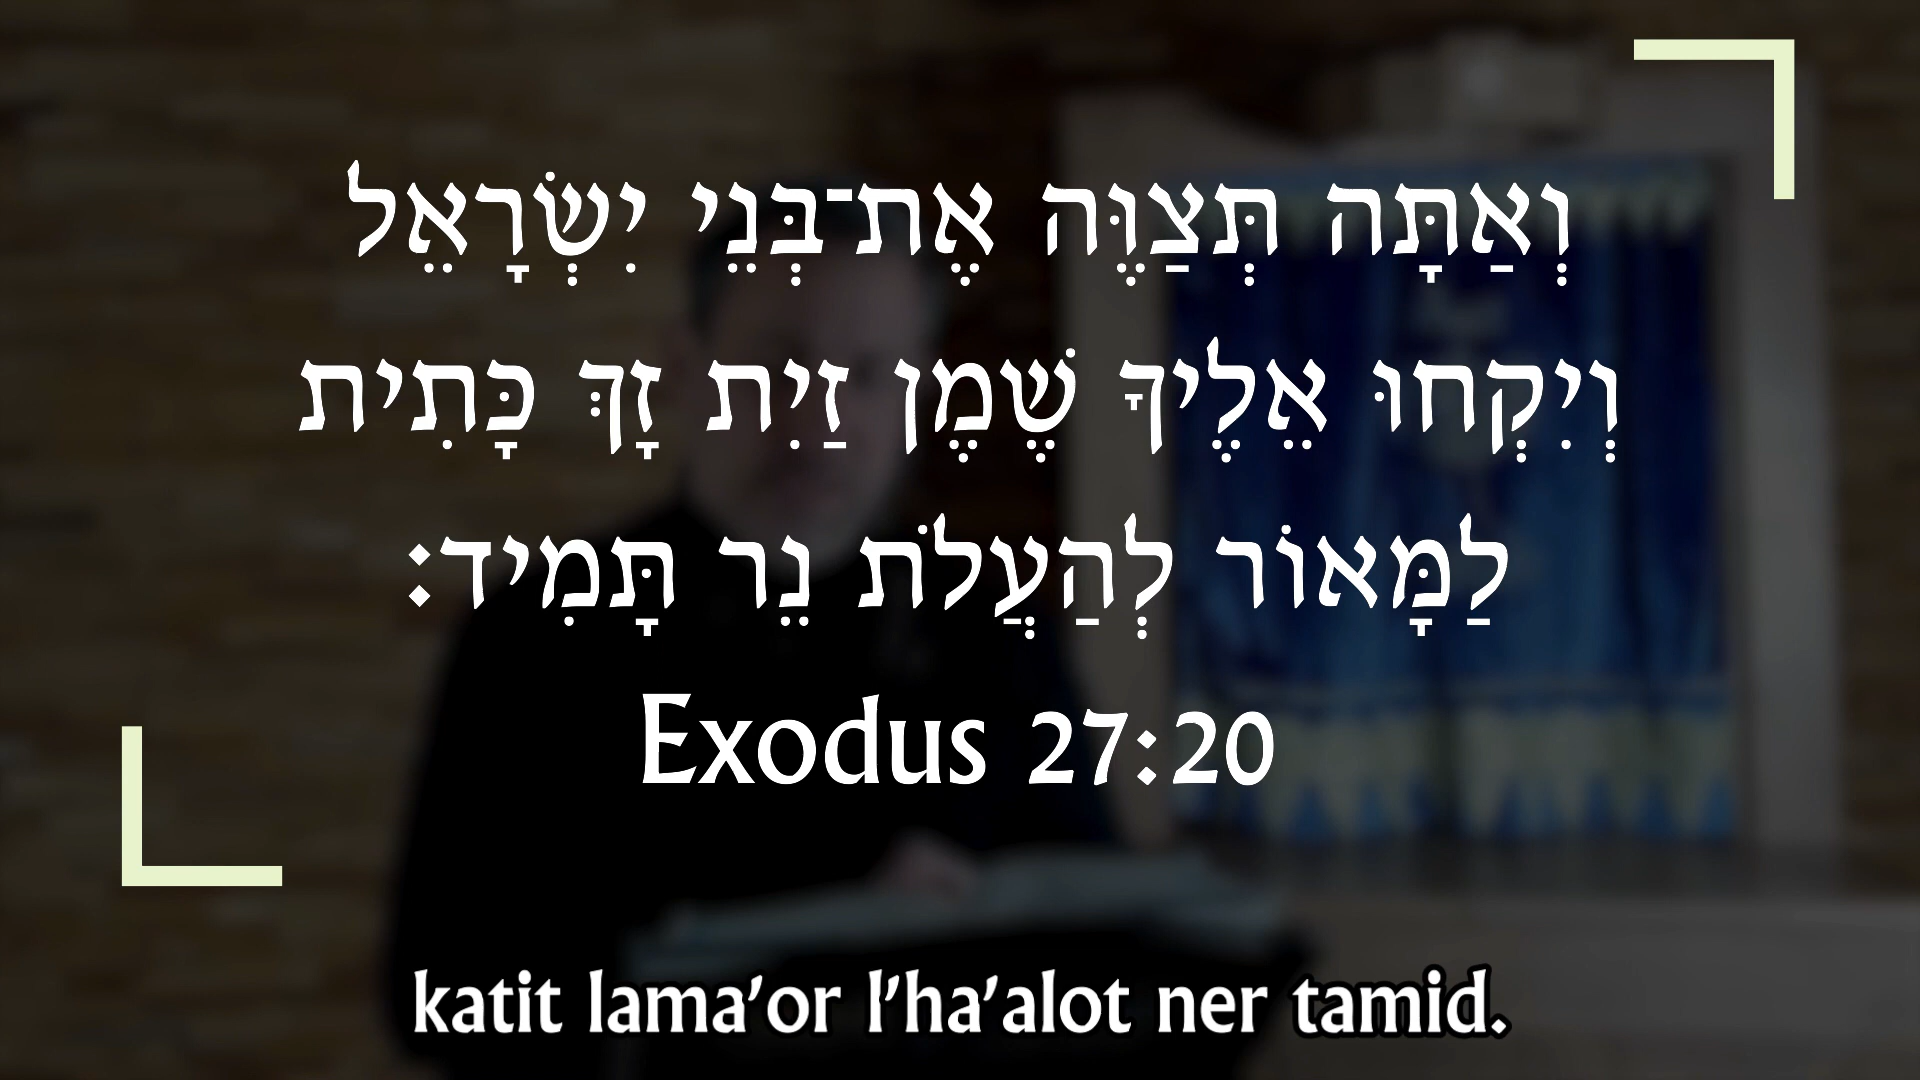 וְאַתָּה תְּצַוֶּה אֶת־בְּנֵי יִשְׂרָאֵל
וְיִקְחוּ אֵלֶיךָ שֶׁמֶן זַיִת זָךְ כָּתִית
לַמָּאוֹר לְהַעֲלֹת נֵר תָּמִיד:
Exodus 27:20
katit lama'or l'ha'alot ner tamid.